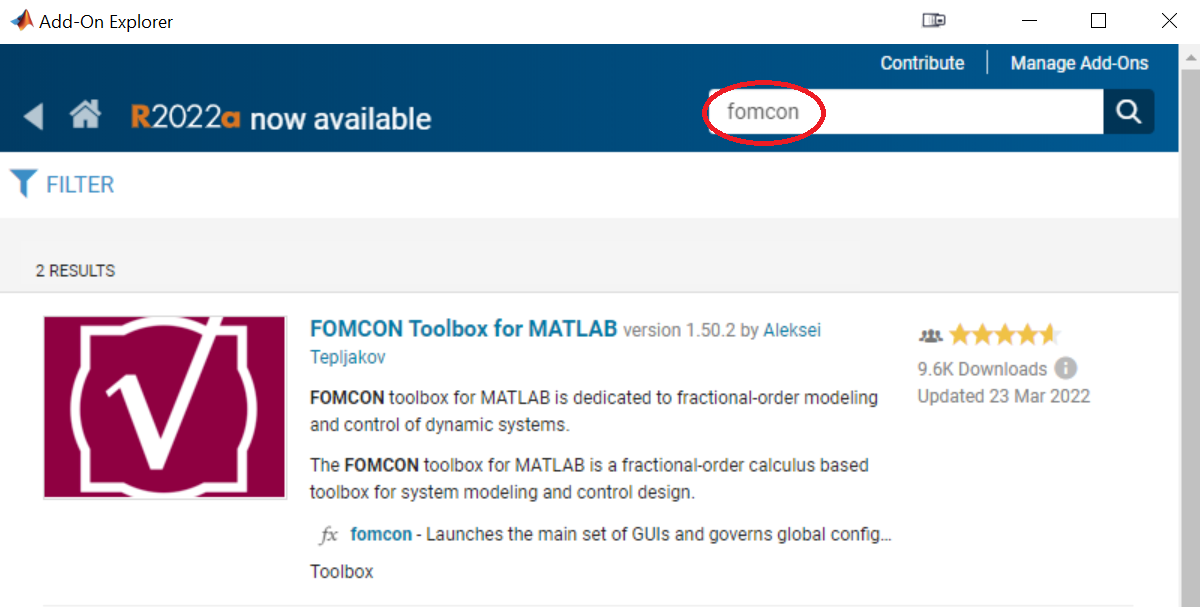 Add-On Explorer
Contribute | Manage Add-Ons
R2022a now available
fomcon
FILTER
2 RESULTS
FOMCON Toolbox for MATLAB version 1.50.2 by Aleksei
Tepljakov
9.6K Downloads
Updated 23 Mar 2022
FOMCON toolbox for MATLAB is dedicated to fractional-order modeling
and control of dynamic systems.
The FOMCON toolbox for MATLAB is a fractional-order calculus based
toolbox for system modeling and control design.
fx fomcon - Launches the main set of GUIs and governs global config...
Toolbox